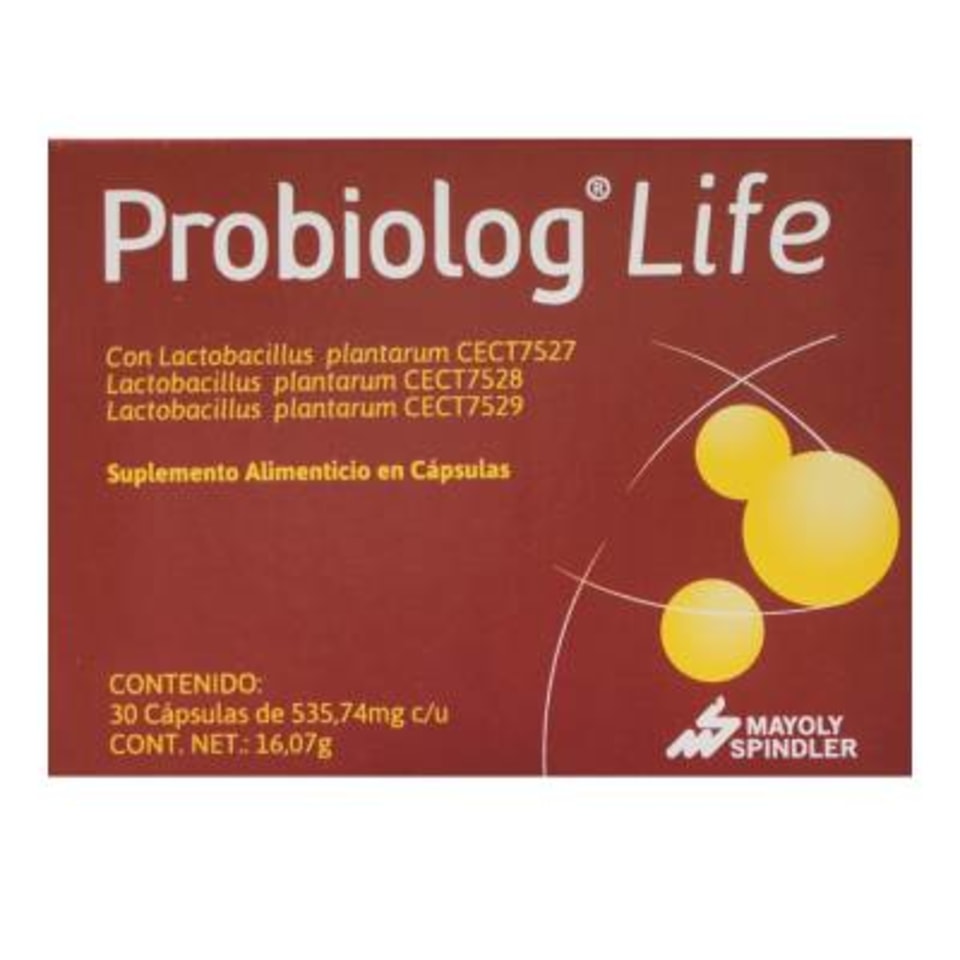 Probiolog® Life
Con Lactobacillus plantarum CECT7527
Lactobacillus plantarum CECT7528
Lactobacillus plantarum CECT7529
Suplemento Alimenticio en Cápsulas
CONTENIDO:
30 Cápsulas de 535,74mg c/u
CONT. NET.: 16,07g
MAYOLY
SPINDLER